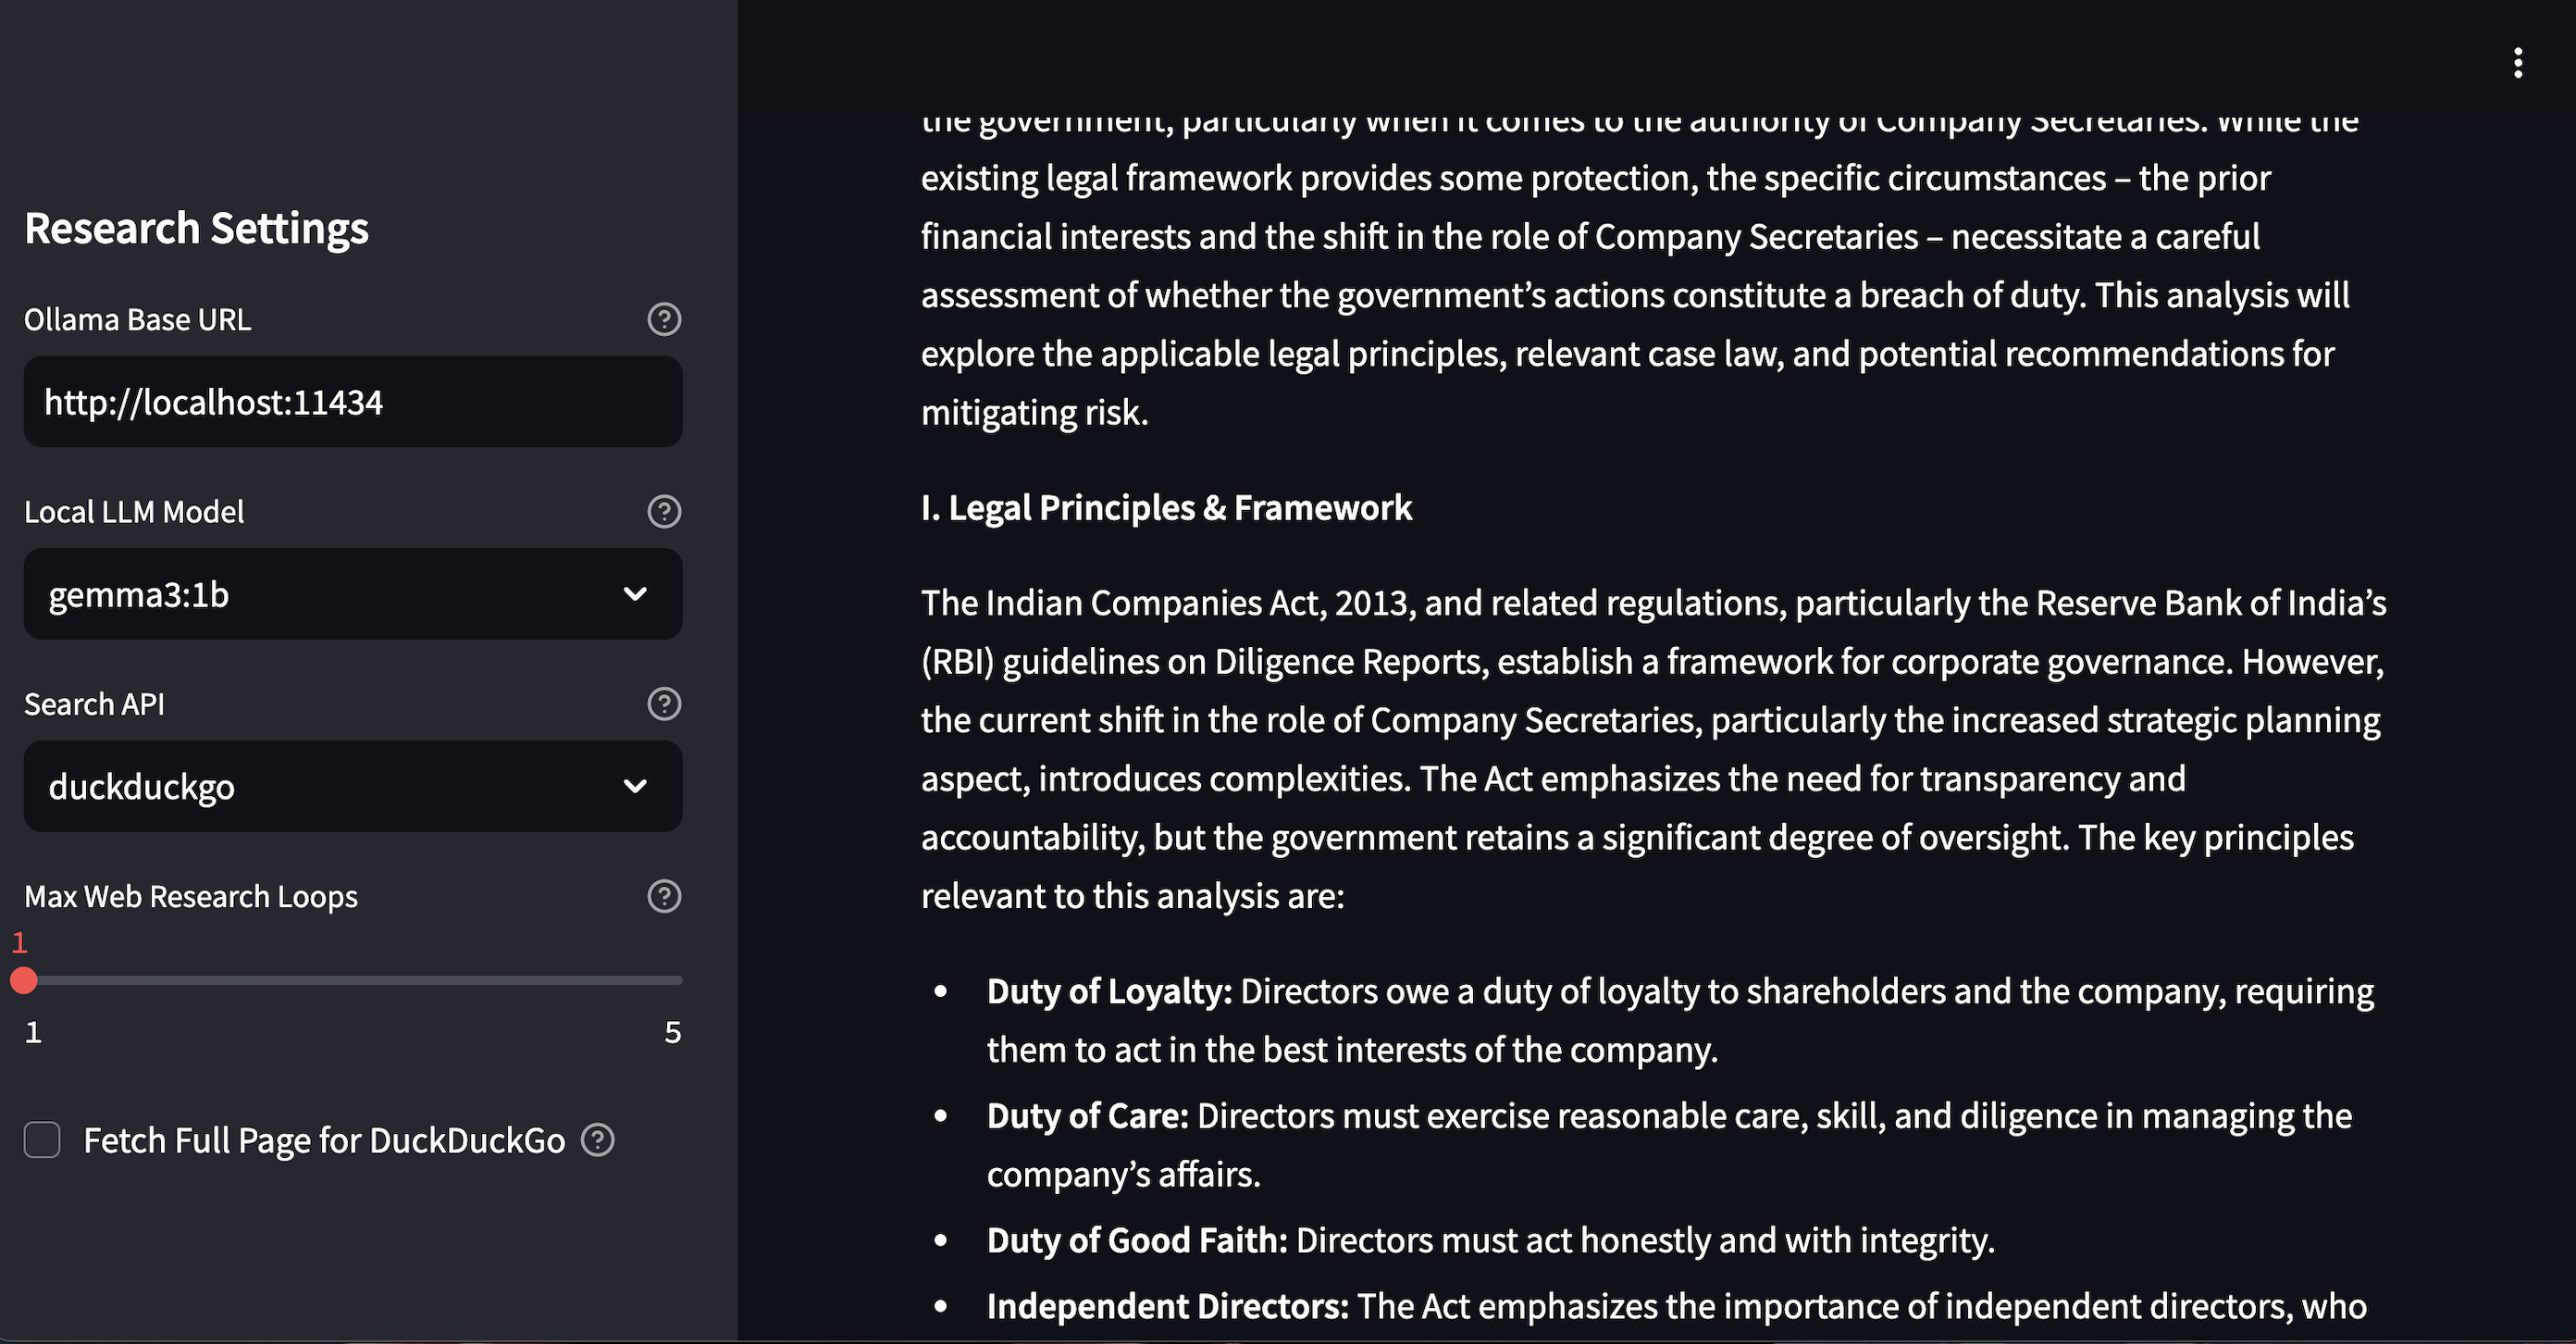 Research Settings
Ollama Base URL
http://localhost:11434
Local LLM Model
gemma3:1b
Search API
duckduckgo
Max Web Research Loops
1
1 5
Fetch Full Page for DuckDuckGo
the government, particularly when it comes to the authority of Company Secretaries. While the
existing legal framework provides some protection, the specific circumstances – the prior
financial interests and the shift in the role of Company Secretaries – necessitate a careful
assessment of whether the government’s actions constitute a breach of duty. This analysis will
explore the applicable legal principles, relevant case law, and potential recommendations for
mitigating risk.
I. Legal Principles & Framework
The Indian Companies Act, 2013, and related regulations, particularly the Reserve Bank of India’s
(RBI) guidelines on Diligence Reports, establish a framework for corporate governance. However,
the current shift in the role of Company Secretaries, particularly the increased strategic planning
aspect, introduces complexities. The Act emphasizes the need for transparency and
accountability, but the government retains a significant degree of oversight. The key principles
relevant to this analysis are:
• Duty of Loyalty: Directors owe a duty of loyalty to shareholders and the company, requiring
them to act in the best interests of the company.
• Duty of Care: Directors must exercise reasonable care, skill, and diligence in managing the
company’s affairs.
• Duty of Good Faith: Directors must act honestly and with integrity.
• Independent Directors: The Act emphasizes the importance of independent directors, who